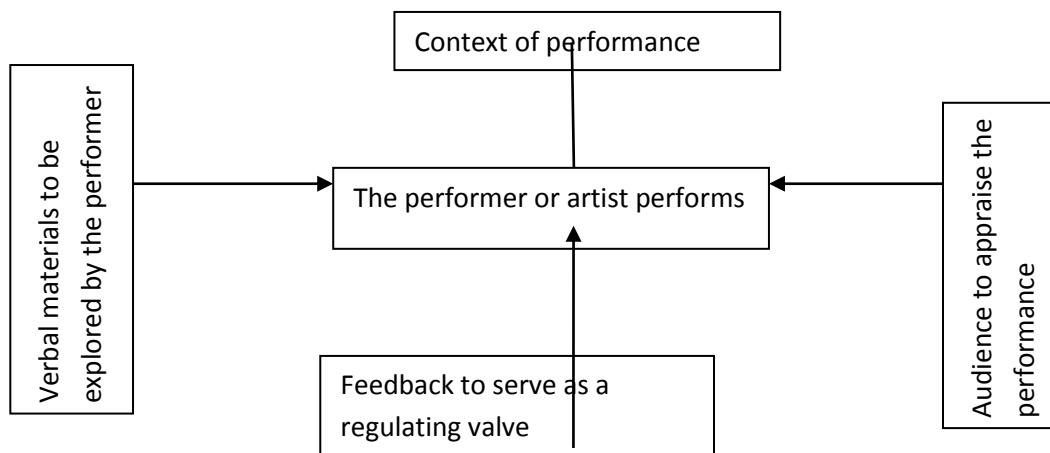 Context of performance
Verbal materials to be
explored by the performer
The performer or artist performs
Audience to appraise the
performance
Feedback to serve as a
regulating valve